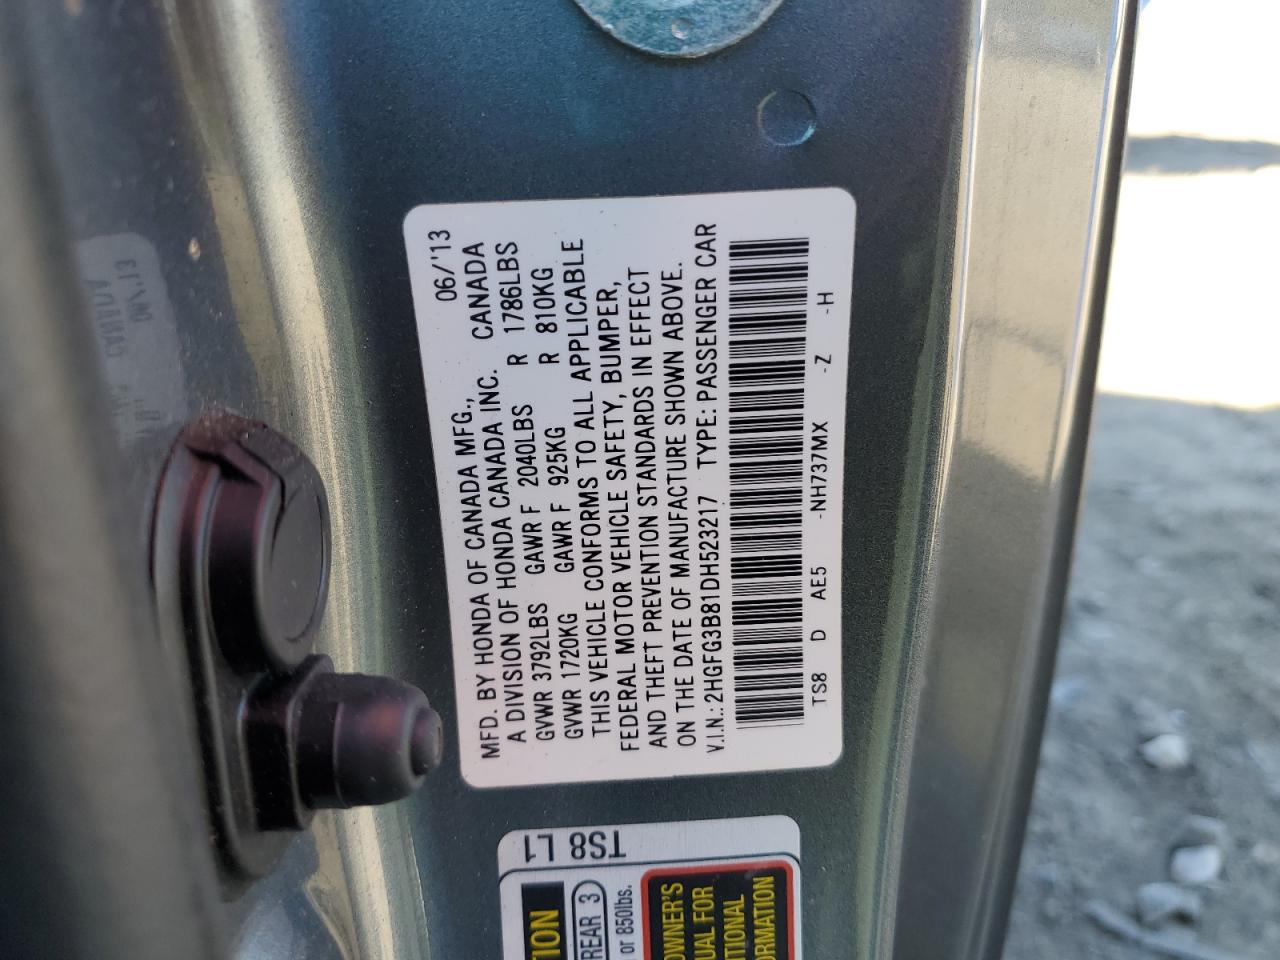 MFD. BY HONDA OF CANADA MFG., 06/'13
A DIVISION OF HONDA CANADA INC. CANADA
GVWR 3792LBS GAWR F 2040LBS R 1786LBS
GVWR 1720KG GAWR F 925KG R 810KG
THIS VEHICLE CONFORMS TO ALL APPLICABLE
FEDERAL MOTOR VEHICLE SAFETY, BUMPER,
AND THEFT PREVENTION STANDARDS IN EFFECT
ON THE DATE OF MANUFACTURE SHOWN ABOVE.
V.I.N.: 2HGFG3B81DH523217 TYPE: PASSENGER CAR
TS8 D AE5 -NH737MX -Z -H
TS8 L1
TION
REAR 3
or 850lbs.
OWNER'S
UAL FOR
ITIONAL
ORMATION